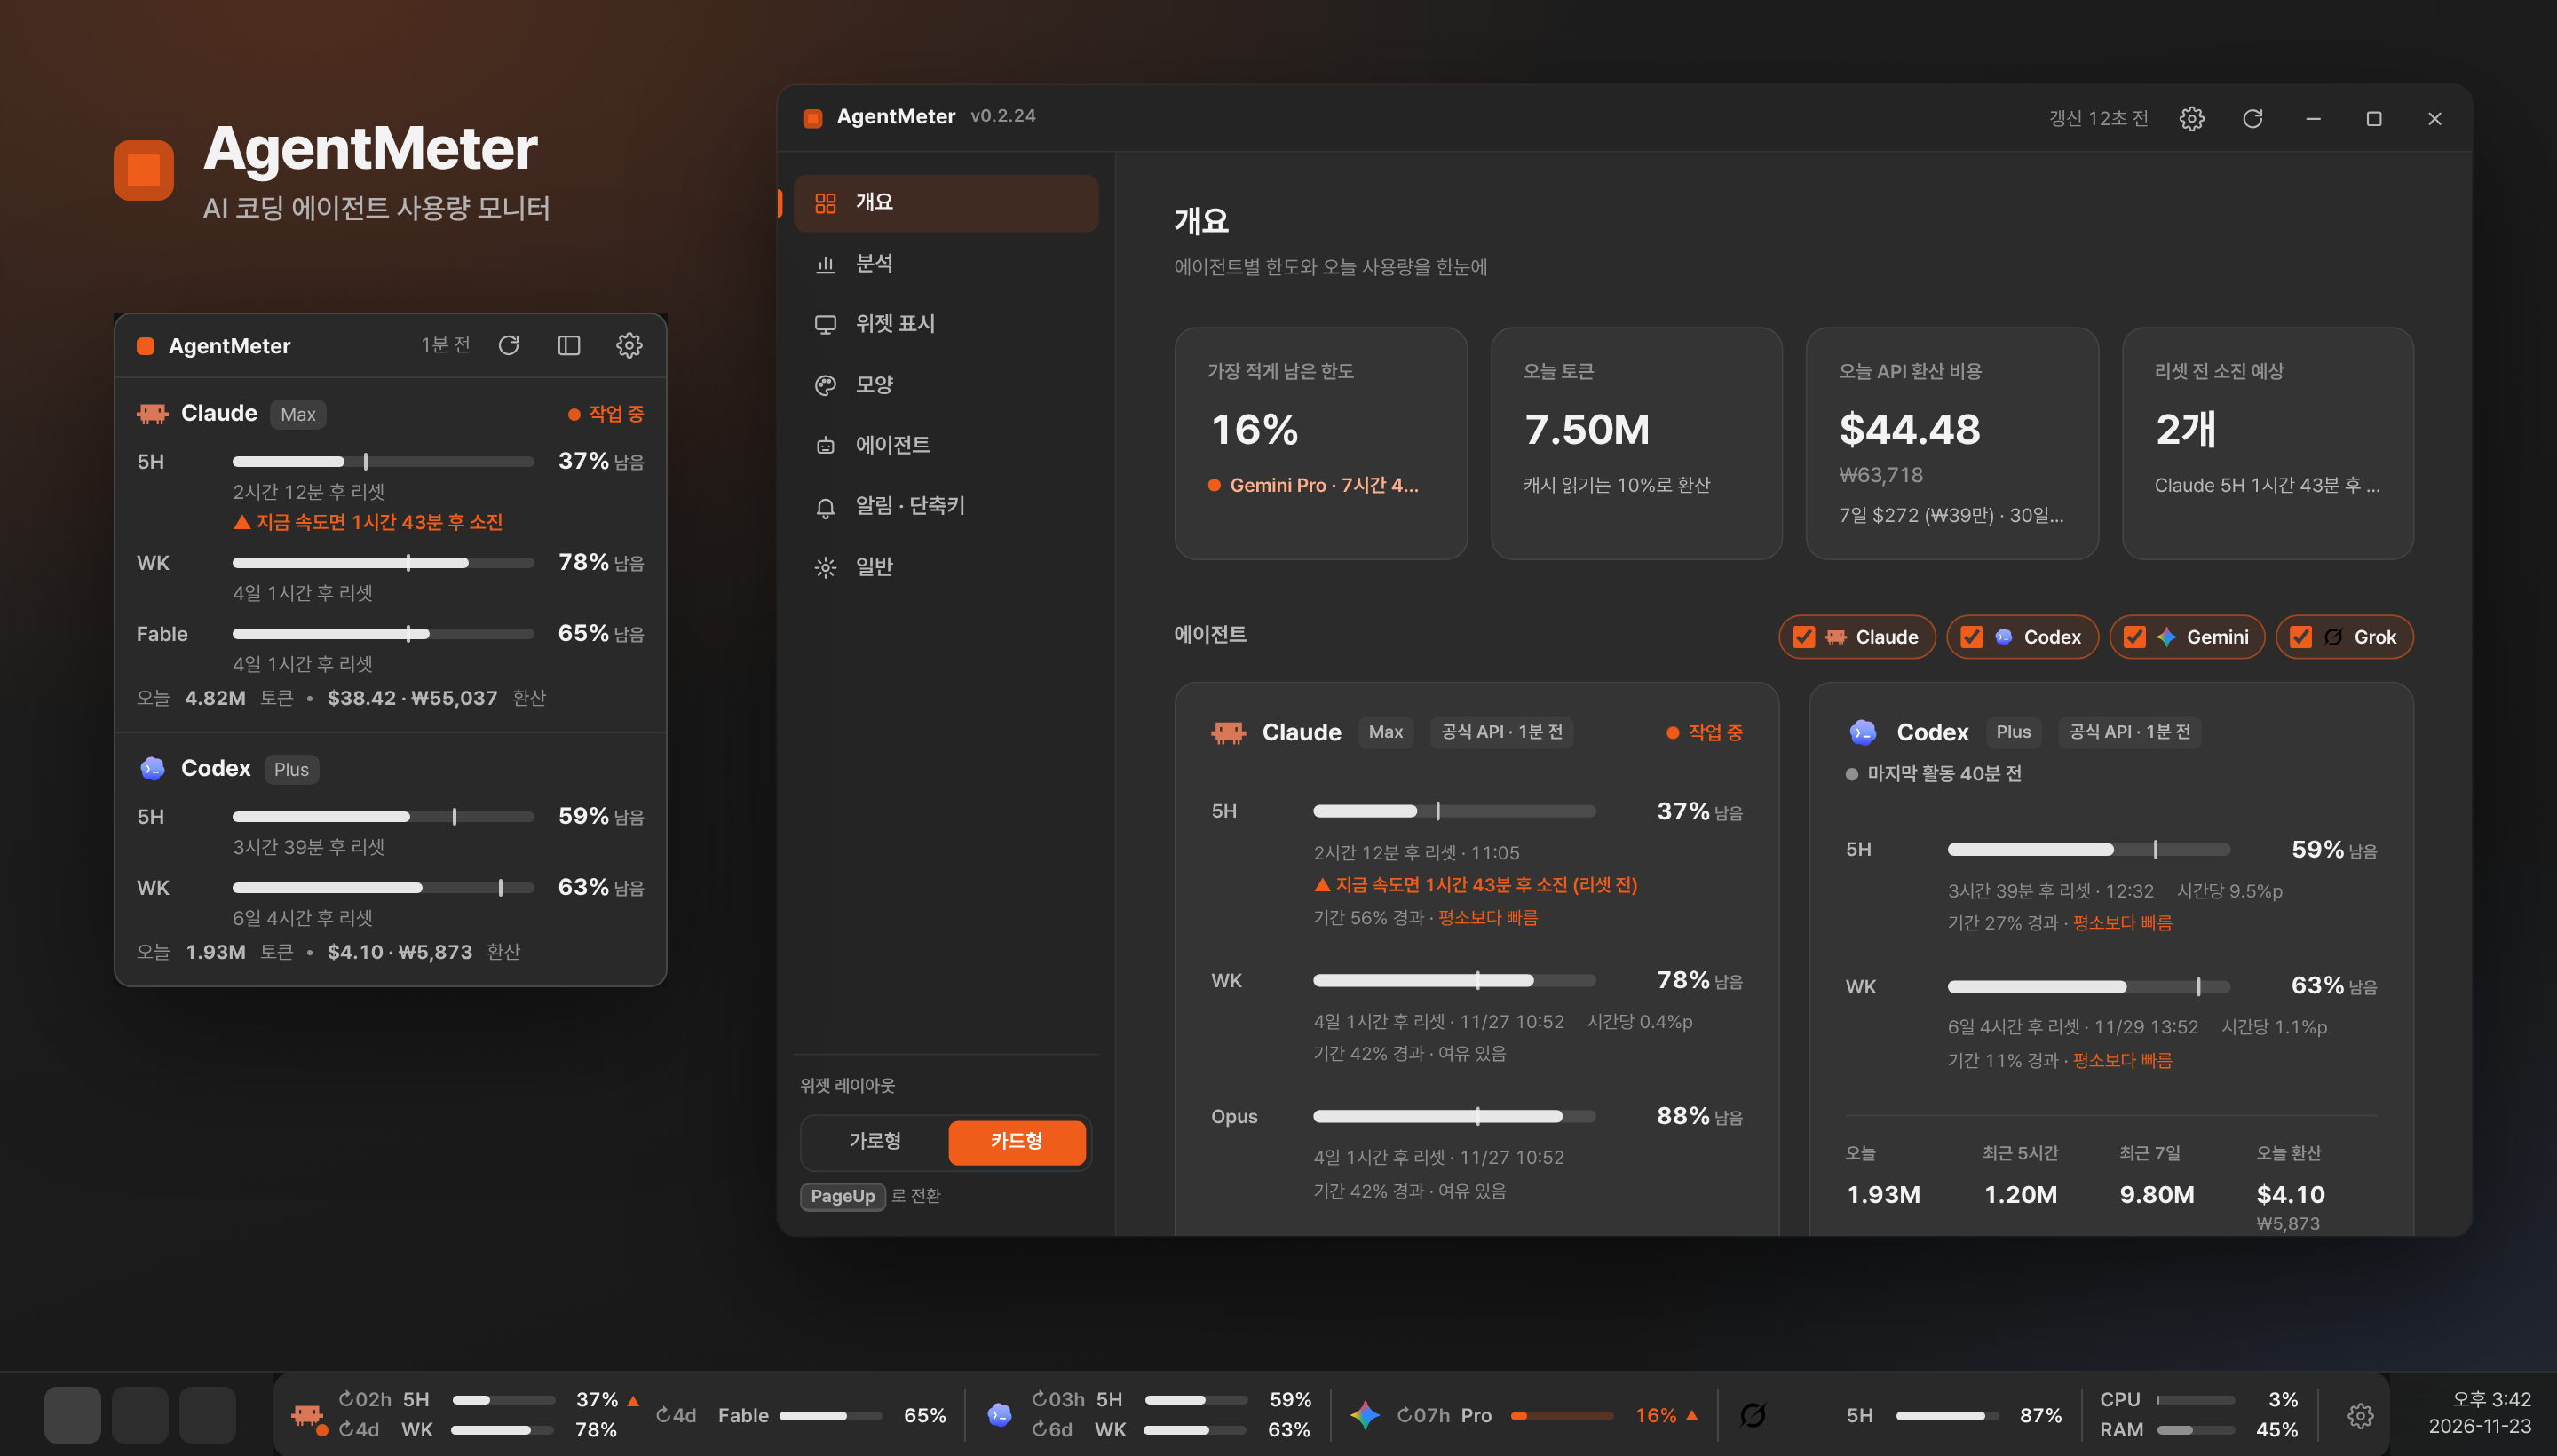 AgentMeter
AI 코딩 에이전트 사용량 모니터
AgentMeter 1분 전
Claude Max 작업 중
5H 37% 남음
2시간 12분 후 리셋
▲ 지금 속도면 1시간 43분 후 소진
WK 78% 남음
4일 1시간 후 리셋
Fable 65% 남음
4일 1시간 후 리셋
오늘 4.82M 토큰 • $38.42 · ₩55,037 환산
Codex Plus
5H 59% 남음
3시간 39분 후 리셋
WK 63% 남음
6일 4시간 후 리셋
오늘 1.93M 토큰 • $4.10 · ₩5,873 환산
AgentMeter v0.2.24 갱신 12초 전
개요
분석
위젯 표시
모양
에이전트
알림 · 단축키
일반
위젯 레이아웃
가로형 카드형
PageUp 로 전환
개요
에이전트별 한도와 오늘 사용량을 한눈에
가장 적게 남은 한도
16%
Gemini Pro · 7시간 4...
오늘 토큰
7.50M
캐시 읽기는 10%로 환산
오늘 API 환산 비용
$44.48
₩63,718
7일 $272 (₩39만) · 30일...
리셋 전 소진 예상
2개
Claude 5H 1시간 43분 후 ...
에이전트 Claude Codex Gemini Grok
Claude Max 공식 API · 1분 전 작업 중
5H 37% 남음
2시간 12분 후 리셋 · 11:05
▲ 지금 속도면 1시간 43분 후 소진 (리셋 전)
기간 56% 경과 · 평소보다 빠름
WK 78% 남음
4일 1시간 후 리셋 · 11/27 10:52 시간당 0.4%p
기간 42% 경과 · 여유 있음
Opus 88% 남음
4일 1시간 후 리셋 · 11/27 10:52
기간 42% 경과 · 여유 있음
Codex Plus 공식 API · 1분 전
마지막 활동 40분 전
5H 59% 남음
3시간 39분 후 리셋 · 12:32 시간당 9.5%p
기간 27% 경과 · 평소보다 빠름
WK 63% 남음
6일 4시간 후 리셋 · 11/29 13:52 시간당 1.1%p
기간 11% 경과 · 평소보다 빠름
오늘 최근 5시간 최근 7일 오늘 환산
1.93M 1.20M 9.80M $4.10
₩5,873
↻02h 5H 37% ▲
↻4d WK 78%
↻4d Fable 65%
↻03h 5H 59%
↻6d WK 63%
↻07h Pro 16% ▲
5H 87%
CPU 3%
RAM 45%
오후 3:42
2026-11-23